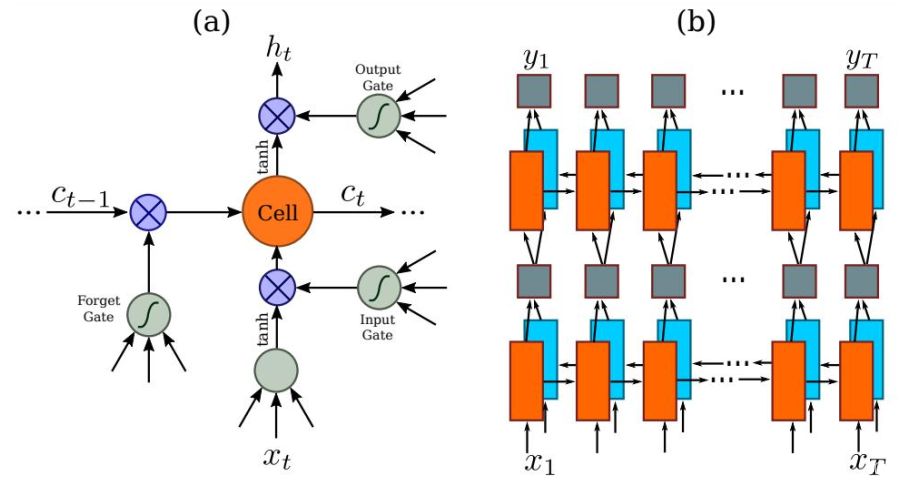 (a)
h_t
Output
Gate
tanh
... c_{t-1}
Cell
c_t ...
Forget
Gate
tanh
Input
Gate
x_t
(b)
y_1
y_T
...
...
...
...
...
...
x_1
x_T